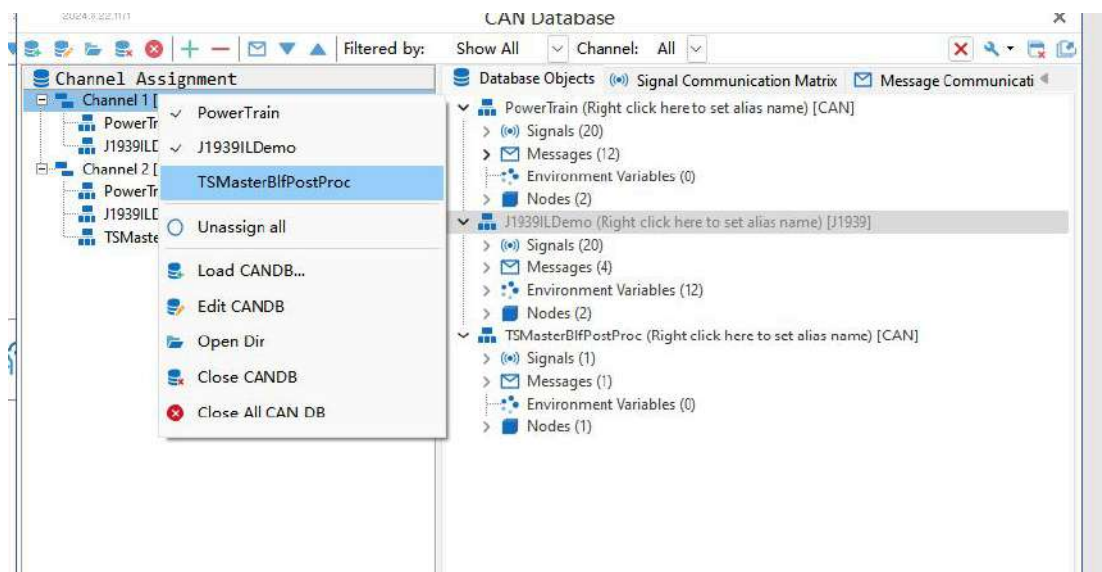 CAN Database
Filtered by: Show All Channel: All
Channel Assignment
Channel 1 [
PowerTr
J1939ILD
Channel 2 [
PowerTr
J1939ILD
TSMaste
PowerTrain
J1939ILDemo
TSMasterBlfPostProc
Unassign all
Load CANDB...
Edit CANDB
Open Dir
Close CANDB
Close All CAN DB
Database Objects Signal Communication Matrix Message Communicati
PowerTrain (Right click here to set alias name) [CAN]
Signals (20)
Messages (12)
Environment Variables (0)
Nodes (2)
J1939ILDemo (Right click here to set alias name) [J1939]
Signals (20)
Messages (4)
Environment Variables (12)
Nodes (2)
TSMasterBlfPostProc (Right click here to set alias name) [CAN]
Signals (1)
Messages (1)
Environment Variables (0)
Nodes (1)